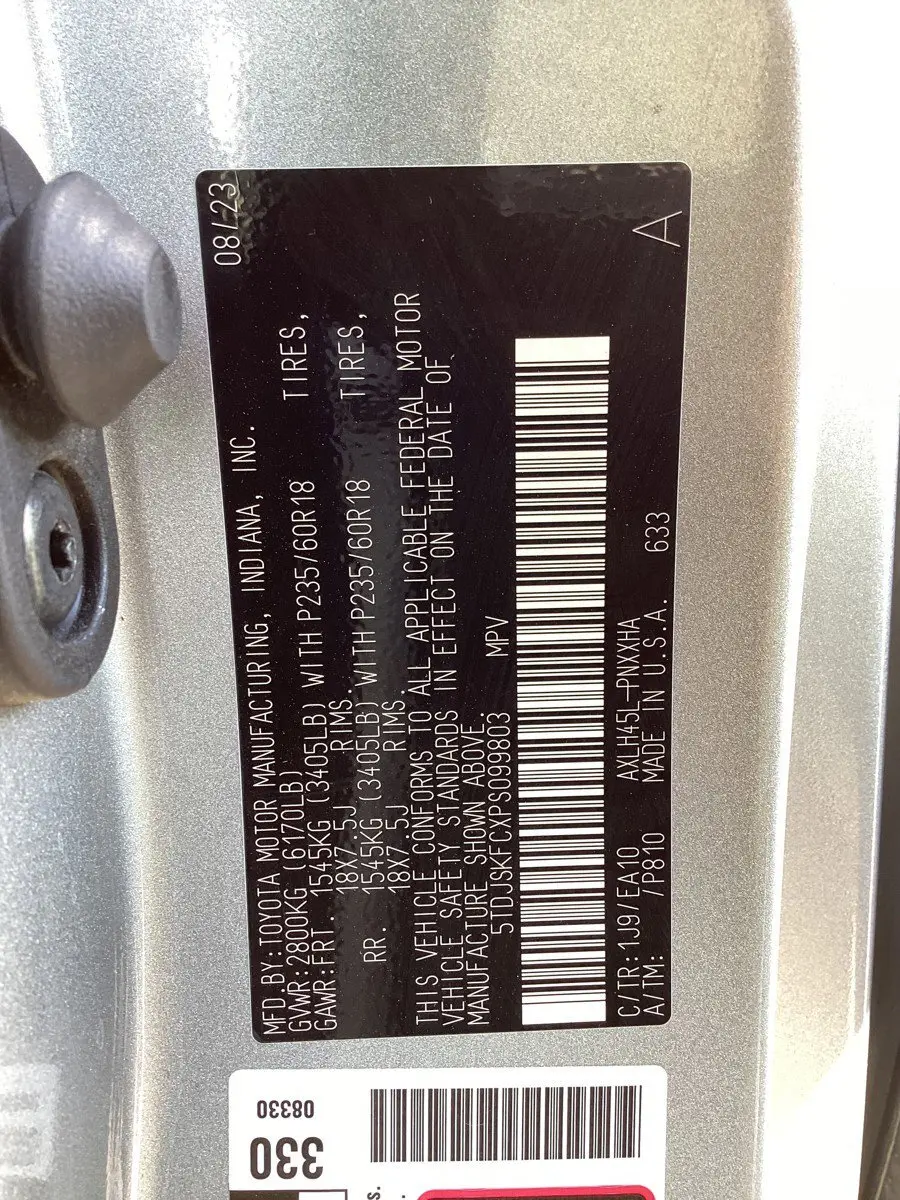 08/23
MFD.BY:TOYOTA MOTOR MANUFACTURING, INDIANA, INC.
GVWR:2800KG (6170LB)
GAWR:FRT. 1545KG (3405LB) WITH P235/60R18 TIRES,
18X7.5J RIMS.
RR. 1545KG (3405LB) WITH P235/60R18 TIRES,
18X7.5J RIMS.
THIS VEHICLE CONFORMS TO ALL APPLICABLE FEDERAL MOTOR
VEHICLE SAFETY STANDARDS IN EFFECT ON THE DATE OF
MANUFACTURE SHOWN ABOVE.
5TDJSKFCXPS099803 MPV
C/TR:1J9/EA10 AXLH45L-PNXXHA
A/TM: /P810 MADE IN U.S.A. 633
A
08330
330
s.